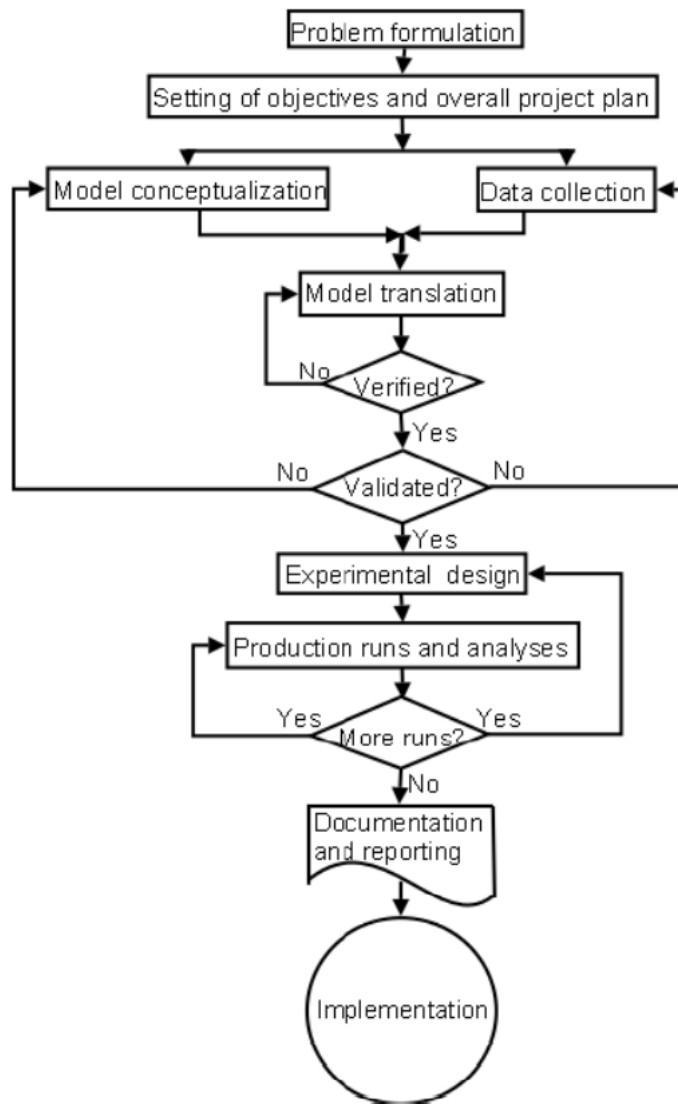 Problem formulation
Setting of objectives and overall project plan
Model conceptualization
Data collection
Model translation
No
Verified?
Yes
No
Validated?
No
Yes
Experimental design
Production runs and analyses
Yes
More runs?
Yes
No
Documentation
and reporting
Implementation